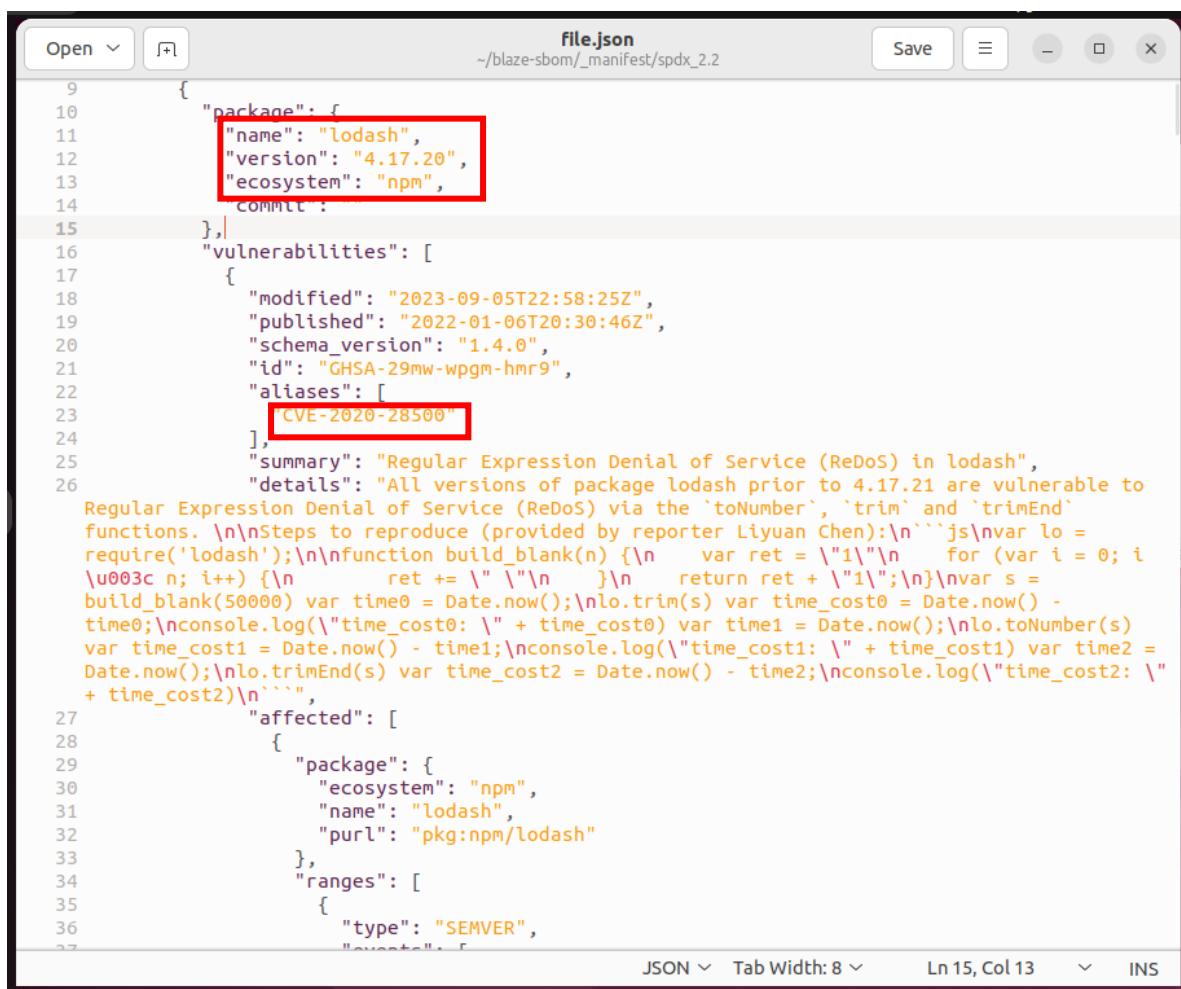 Open
file.json
~/blaze-sbom/_manifest/spdx_2.2
Save
9 {
10 "package": {
11 "name": "lodash",
12 "version": "4.17.20",
13 "ecosystem": "npm",
14 "commit": ""
15 },
16 "vulnerabilities": [
17 {
18 "modified": "2023-09-05T22:58:25Z",
19 "published": "2022-01-06T20:30:46Z",
20 "schema_version": "1.4.0",
21 "id": "GHSA-29mw-wpgm-hmr9",
22 "aliases": [
23 "CVE-2020-28500"
24 ],
25 "summary": "Regular Expression Denial of Service (ReDoS) in lodash",
26 "details": "All versions of package lodash prior to 4.17.21 are vulnerable to
Regular Expression Denial of Service (ReDoS) via the `toNumber`, `trim` and `trimEnd`
functions. \n\nSteps to reproduce (provided by reporter Liyuan Chen):\n```js\nvar lo =
require('lodash');\n\nfunction build_blank(n) {\n    var ret = \"1\"\n    for (var i = 0; i
\u003c n; i++) {\n        ret += \" \"\n    }\n    return ret + \"1\";\n}\nvar s =
build_blank(50000) var time0 = Date.now();\nlo.trim(s) var time_cost0 = Date.now() -
time0;\nconsole.log(\"time_cost0: \" + time_cost0) var time1 = Date.now();\nlo.toNumber(s)
var time_cost1 = Date.now() - time1;\nconsole.log(\"time_cost1: \" + time_cost1) var time2 =
Date.now();\nlo.trimEnd(s) var time_cost2 = Date.now() - time2;\nconsole.log(\"time_cost2: \"
+ time_cost2)\n```",
27 "affected": [
28 {
29 "package": {
30 "ecosystem": "npm",
31 "name": "lodash",
32 "purl": "pkg:npm/lodash"
33 },
34 "ranges": [
35 {
36 "type": "SEMVER",
37 "events": [
JSON Tab Width: 8 Ln 15, Col 13 INS